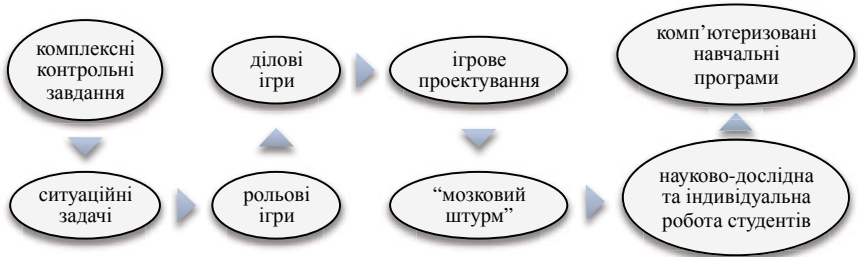 комплексні
контрольні
завдання
ситуаційні
задачі
рольові
ігри
ділові
ігри
ігрове
проектування
“мозковий
штурм”
науково-дослідна
та індивідуальна
робота студентів
комп’ютеризовані
навчальні
програми